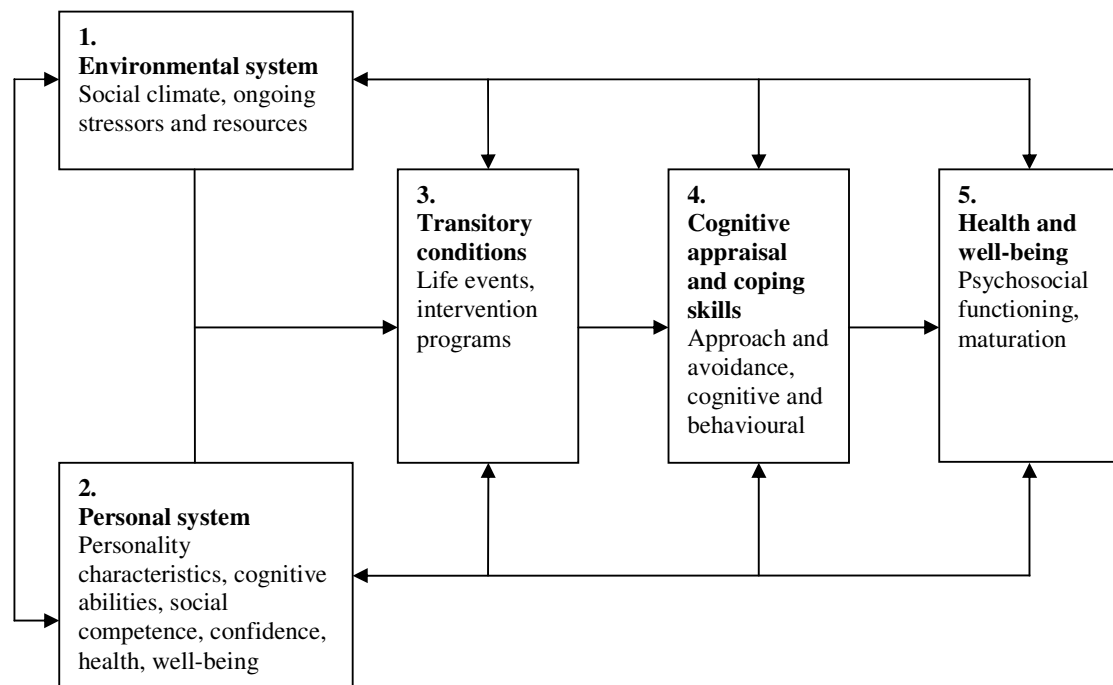 1.
Environmental system
Social climate, ongoing
stressors and resources
3.
Transitory
conditions
Life events,
intervention
programs
4.
Cognitive
appraisal
and coping
skills
Approach and
avoidance,
cognitive and
behavioural
5.
Health and
well-being
Psychosocial
functioning,
maturation
2.
Personal system
Personality
characteristics, cognitive
abilities, social
competence, confidence,
health, well-being